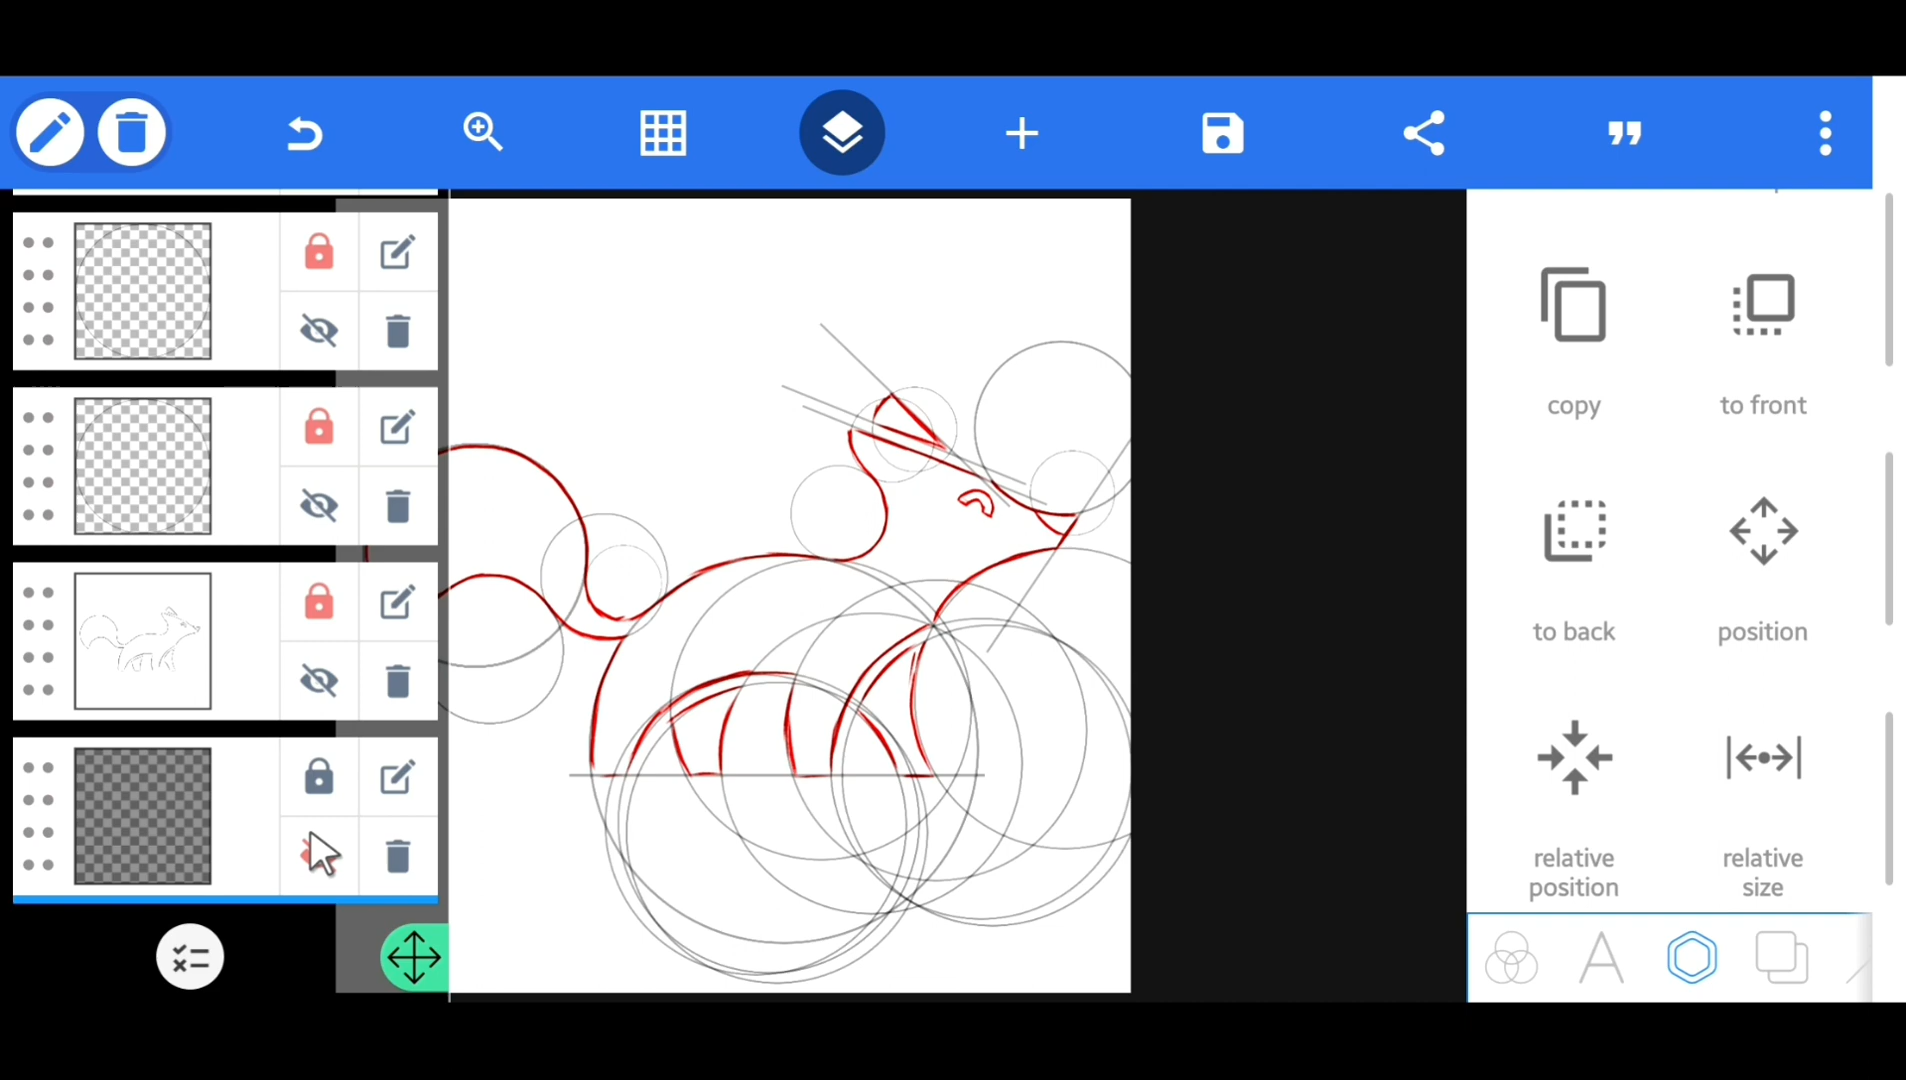 copy
to front
to back
position
relative
position
relative
size
A